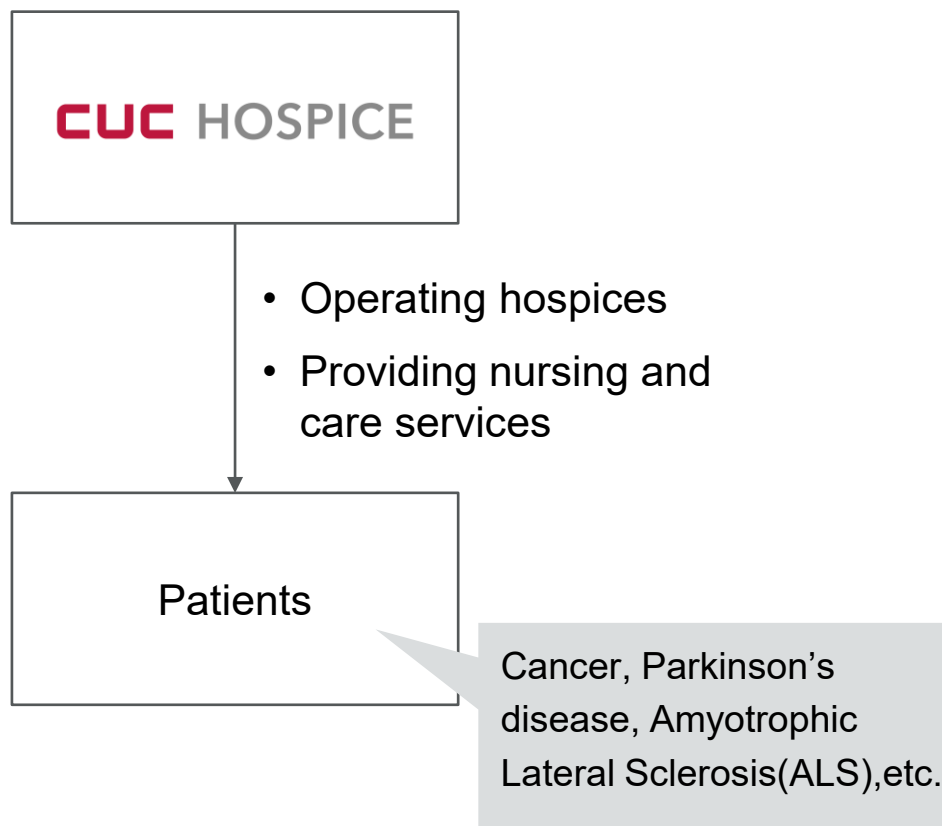 CUC HOSPICE
• Operating hospices
• Providing nursing and
care services
Patients
Cancer, Parkinson’s
disease, Amyotrophic
Lateral Sclerosis(ALS),etc.